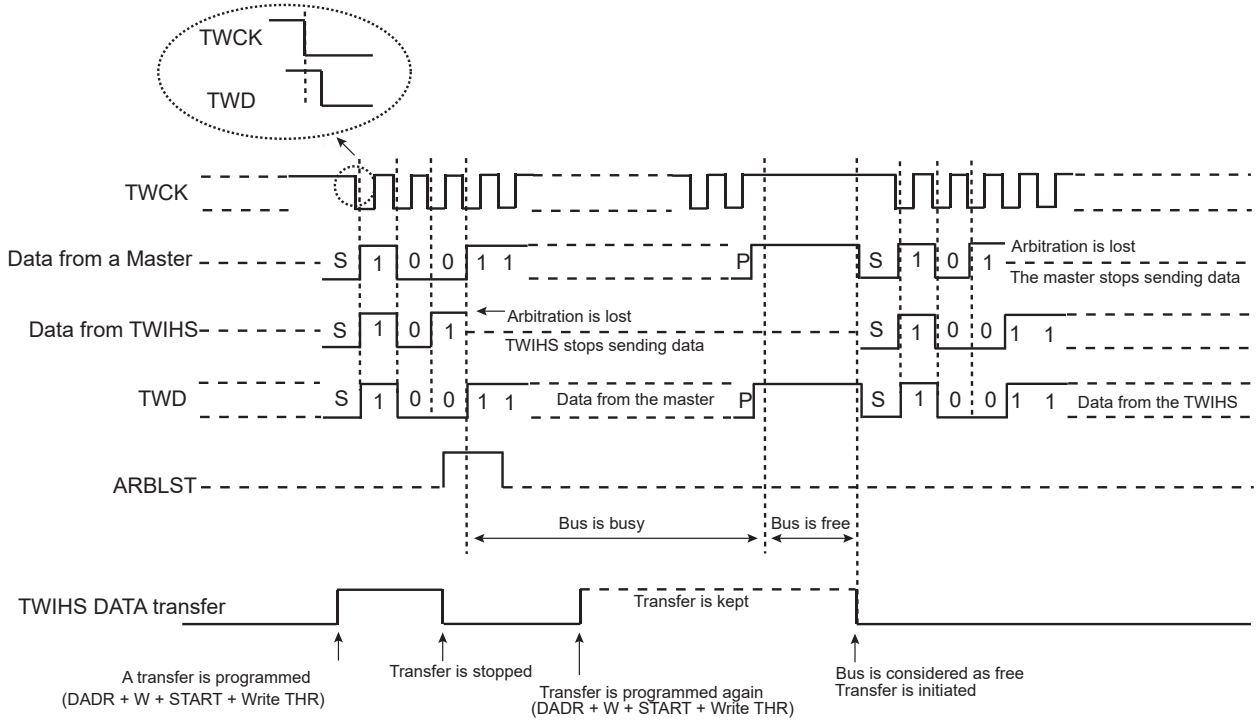 TWCK
TWD
TWCK
Data from a Master S 1 0 0 1 1 P S 1 0 1 Arbitration is lost
The master stops sending data
Data from TWIHS S 1 0 1 Arbitration is lost
TWIHS stops sending data
S 1 0 0 1 1
TWD S 1 0 0 1 1 Data from the master P S 1 0 0 1 1 Data from the TWIHS
ARBLST
Bus is busy Bus is free
TWIHS DATA transfer Transfer is kept
A transfer is programmed
(DADR + W + START + Write THR)
Transfer is stopped
Transfer is programmed again
(DADR + W + START + Write THR)
Bus is considered as free
Transfer is initiated